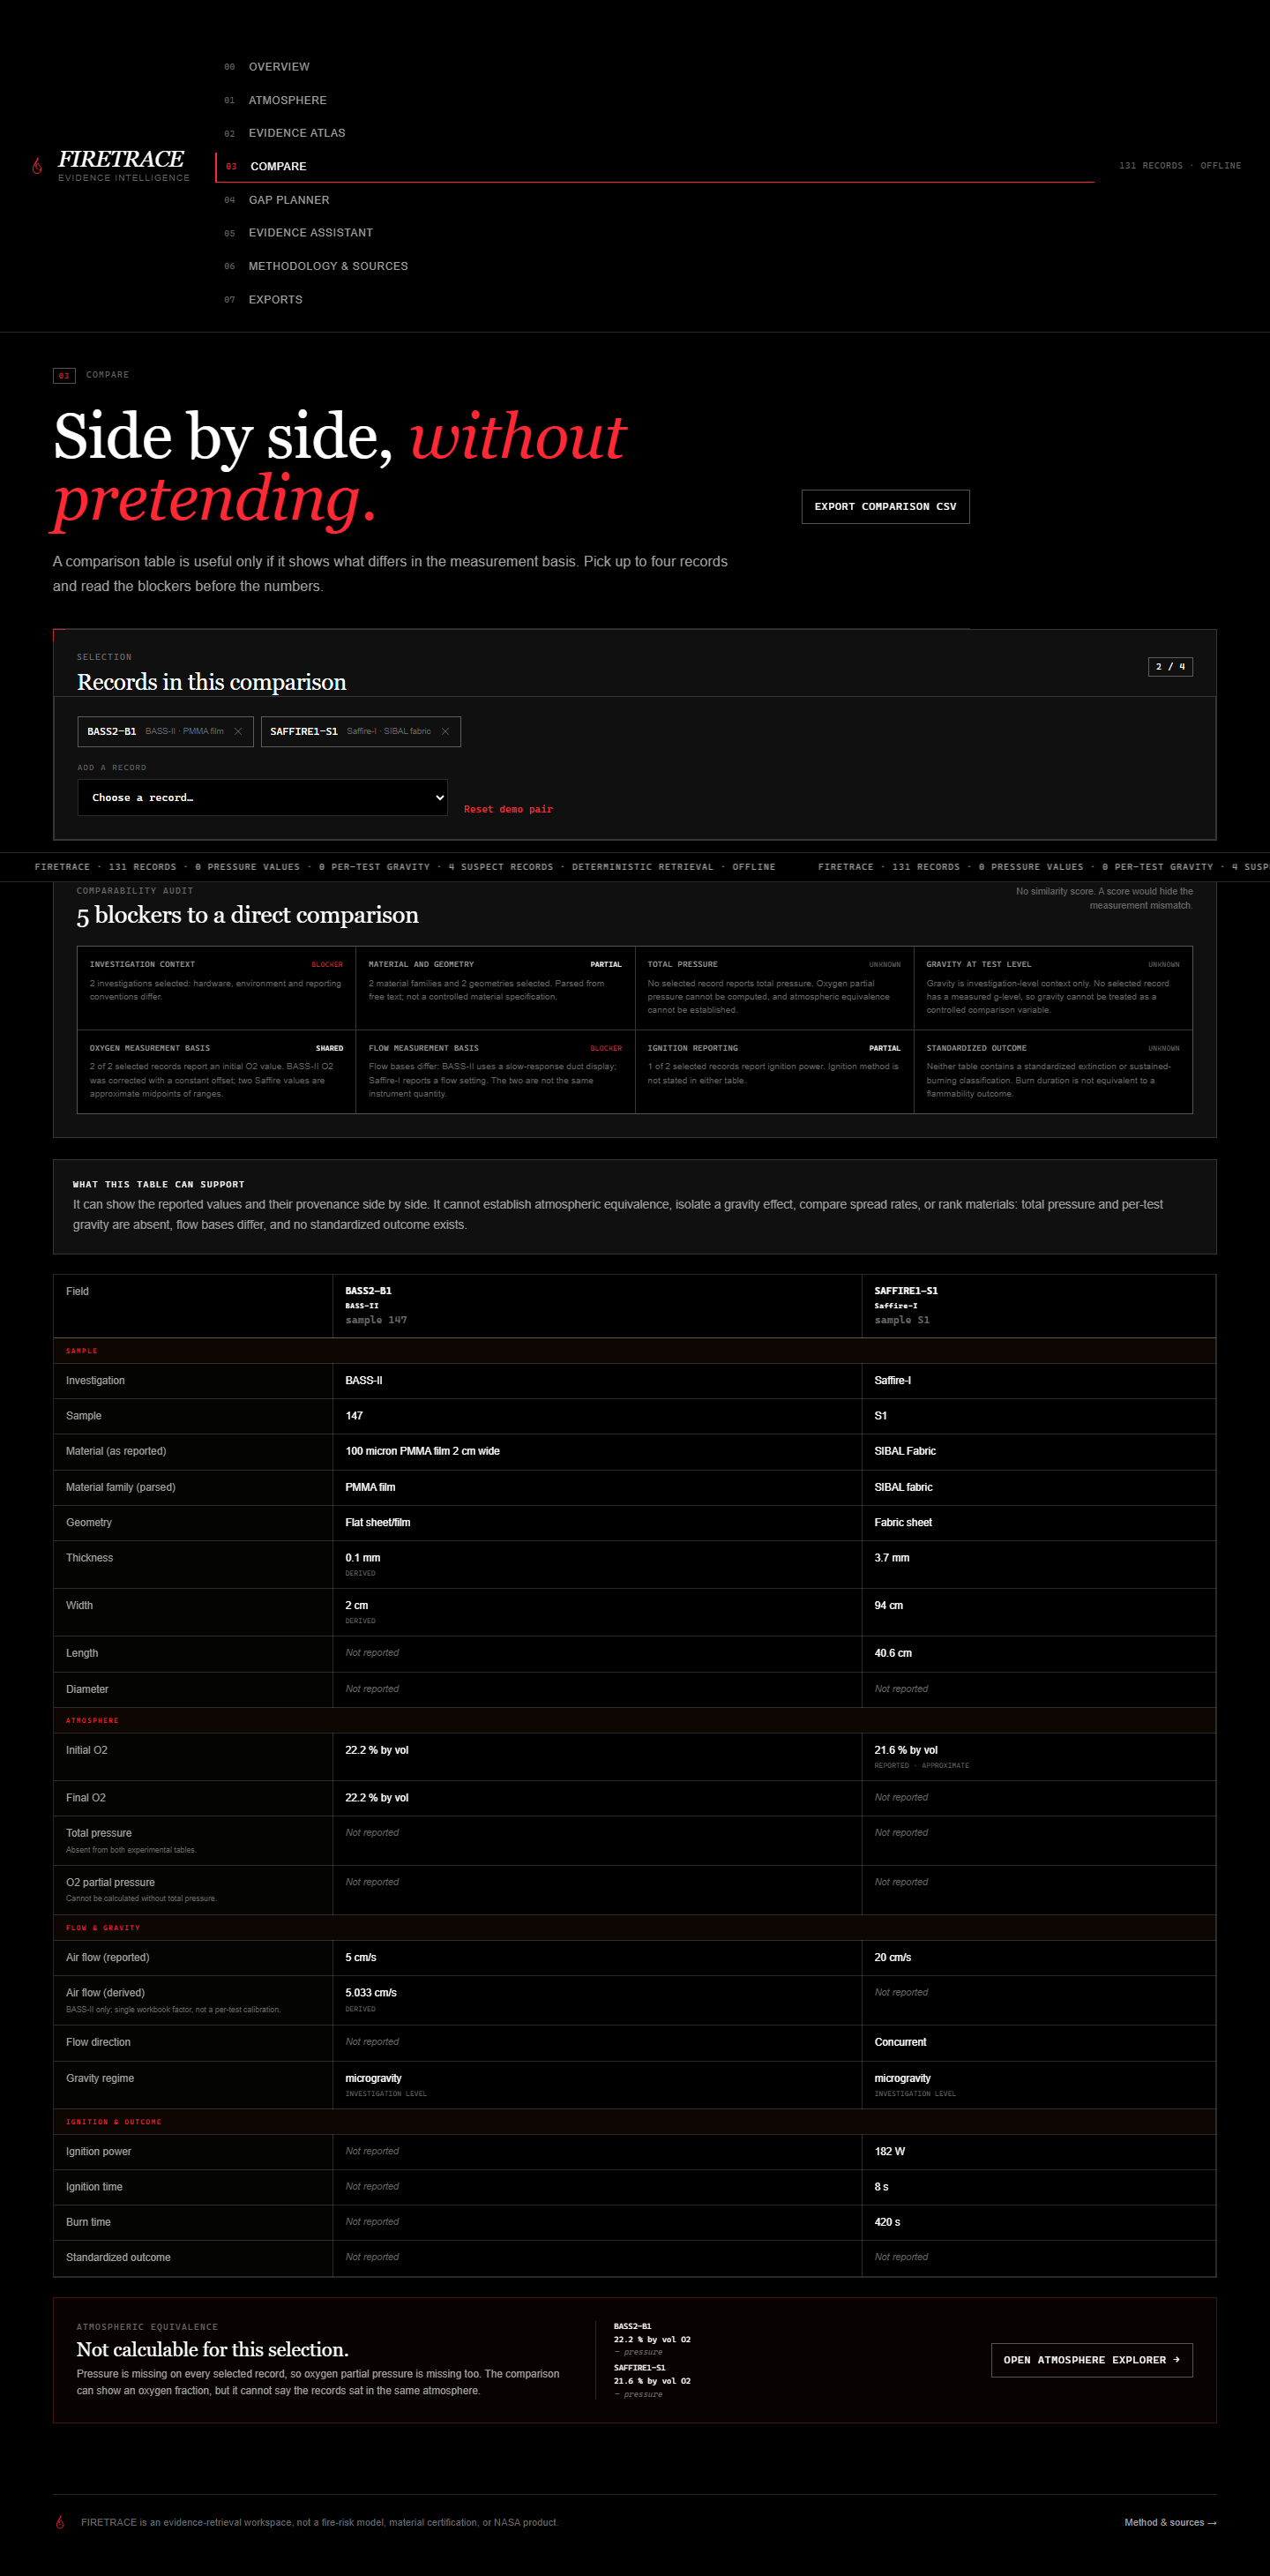 FIRETRACE
EVIDENCE INTELLIGENCE
00 OVERVIEW
01 ATMOSPHERE
02 EVIDENCE ATLAS
03 COMPARE
04 GAP PLANNER
05 EVIDENCE ASSISTANT
06 METHODOLOGY & SOURCES
07 EXPORTS
131 RECORDS · OFFLINE
03 COMPARE
Side by side, without
pretending.
EXPORT COMPARISON CSV
A comparison table is useful only if it shows what differs in the measurement basis. Pick up to four records
and read the blockers before the numbers.
SELECTION
Records in this comparison
2 / 4
BASS2-B1 BASS-II · PMMA film ×
SAFFIRE1-S1 Saffire-I · SIBAL fabric ×
ADD A RECORD
Choose a record…
Reset demo pair
FIRETRACE · 131 RECORDS · 0 PRESSURE VALUES · 0 PER-TEST GRAVITY · 4 SUSPECT RECORDS · DETERMINISTIC RETRIEVAL · OFFLINE FIRETRACE · 131 RECORDS · 0 PRESSURE VALUES · 0 PER-TEST GRAVITY · 4 SUSP
COMPARABILITY AUDIT
5 blockers to a direct comparison
No similarity score. A score would hide the
measurement mismatch.
INVESTIGATION CONTEXT BLOCKER
2 investigations selected: hardware, environment and reporting
conventions differ.
MATERIAL AND GEOMETRY PARTIAL
2 material families and 2 geometries selected. Parsed from
free text; not a controlled material specification.
TOTAL PRESSURE UNKNOWN
No selected record reports total pressure. Oxygen partial
pressure cannot be computed, and atmospheric equivalence
cannot be established.
GRAVITY AT TEST LEVEL UNKNOWN
Gravity is investigation-level context only. No selected record
has a measured g-level, so gravity cannot be treated as a
controlled comparison variable.
OXYGEN MEASUREMENT BASIS SHARED
2 of 2 selected records report an initial O2 value. BASS-II O2
was corrected with a constant offset; two Saffire values are
approximate midpoints of ranges.
FLOW MEASUREMENT BASIS BLOCKER
Flow bases differ: BASS-II uses a slow-response duct display;
Saffire-I reports a flow setting. The two are not the same
instrument quantity.
IGNITION REPORTING PARTIAL
1 of 2 selected records report ignition power. Ignition method is
not stated in either table.
STANDARDIZED OUTCOME UNKNOWN
Neither table contains a standardized extinction or sustained-
burning classification. Burn duration is not equivalent to a
flammability outcome.
WHAT THIS TABLE CAN SUPPORT
It can show the reported values and their provenance side by side. It cannot establish atmospheric equivalence, isolate a gravity effect, compare spread rates, or rank materials: total pressure and per-test
gravity are absent, flow bases differ, and no standardized outcome exists.
Field
BASS2-B1
BASS-II
sample 147
SAFFIRE1-S1
Saffire-I
sample S1
SAMPLE
Investigation BASS-II Saffire-I
Sample 147 S1
Material (as reported) 100 micron PMMA film 2 cm wide SIBAL Fabric
Material family (parsed) PMMA film SIBAL fabric
Geometry Flat sheet/film Fabric sheet
Thickness 0.1 mm 3.7 mm
DERIVED
Width 2 cm 94 cm
DERIVED
Length Not reported 40.6 cm
Diameter Not reported Not reported
ATMOSPHERE
Initial O2 22.2 % by vol 21.6 % by vol
REPORTED · APPROXIMATE
Final O2 22.2 % by vol Not reported
Total pressure Not reported Not reported
Absent from both experimental tables.
O2 partial pressure Not reported Not reported
Cannot be calculated without total pressure.
FLOW & GRAVITY
Air flow (reported) 5 cm/s 20 cm/s
Air flow (derived) 5.033 cm/s Not reported
BASS-II only; single workbook factor, not a per-test calibration. DERIVED
Flow direction Not reported Concurrent
Gravity regime microgravity microgravity
INVESTIGATION LEVEL INVESTIGATION LEVEL
IGNITION & OUTCOME
Ignition power Not reported 182 W
Ignition time Not reported 8 s
Burn time Not reported 420 s
Standardized outcome Not reported Not reported
ATMOSPHERIC EQUIVALENCE
Not calculable for this selection.
Pressure is missing on every selected record, so oxygen partial pressure is missing too. The comparison
can show an oxygen fraction, but it cannot say the records sat in the same atmosphere.
BASS2-B1
22.2 % by vol O2
— pressure
SAFFIRE1-S1
21.6 % by vol O2
— pressure
OPEN ATMOSPHERE EXPLORER →
FIRETRACE is an evidence-retrieval workspace, not a fire-risk model, material certification, or NASA product.
Method & sources →